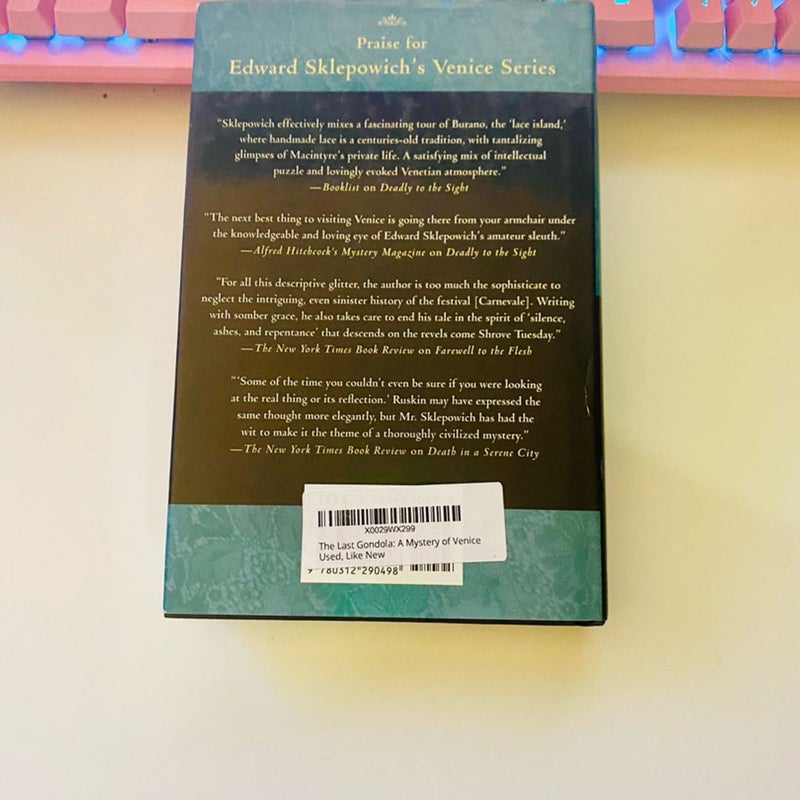 Praise for
Edward Sklepowich's Venice Series
"Sklepowich effectively mixes a fascinating tour of Burano, the 'lace island,'
where handmade lace is a centuries-old tradition, with tantalizing
glimpses of Macintyre's private life. A satisfying mix of intellectual
puzzle and lovingly evoked Venetian atmosphere."
—Booklist on Deadly to the Sight
"The next best thing to visiting Venice is going there from your armchair under
the knowledgeable and loving eye of Edward Sklepowich's amateur sleuth."
—Alfred Hitchcock's Mystery Magazine on Deadly to the Sight
"For all this descriptive glitter, the author is too much the sophisticate to
neglect the intriguing, even sinister history of the festival [Carnevale]. Writing
with somber grace, he also takes care to end his tale in the spirit of 'silence,
ashes, and repentance' that descends on the revels come Shrove Tuesday."
—The New York Times Book Review on Farewell to the Flesh
"'Some of the time you couldn't even be sure if you were looking
at the real thing or its reflection.' Ruskin may have expressed the
same thought more elegantly, but Mr. Sklepowich has had the
wit to make it the theme of a thoroughly civilized mystery."
—The New York Times Book Review on Death in a Serene City
X0029WX299
The Last Gondola: A Mystery of Venice
Used, Like New
9 780312 290498